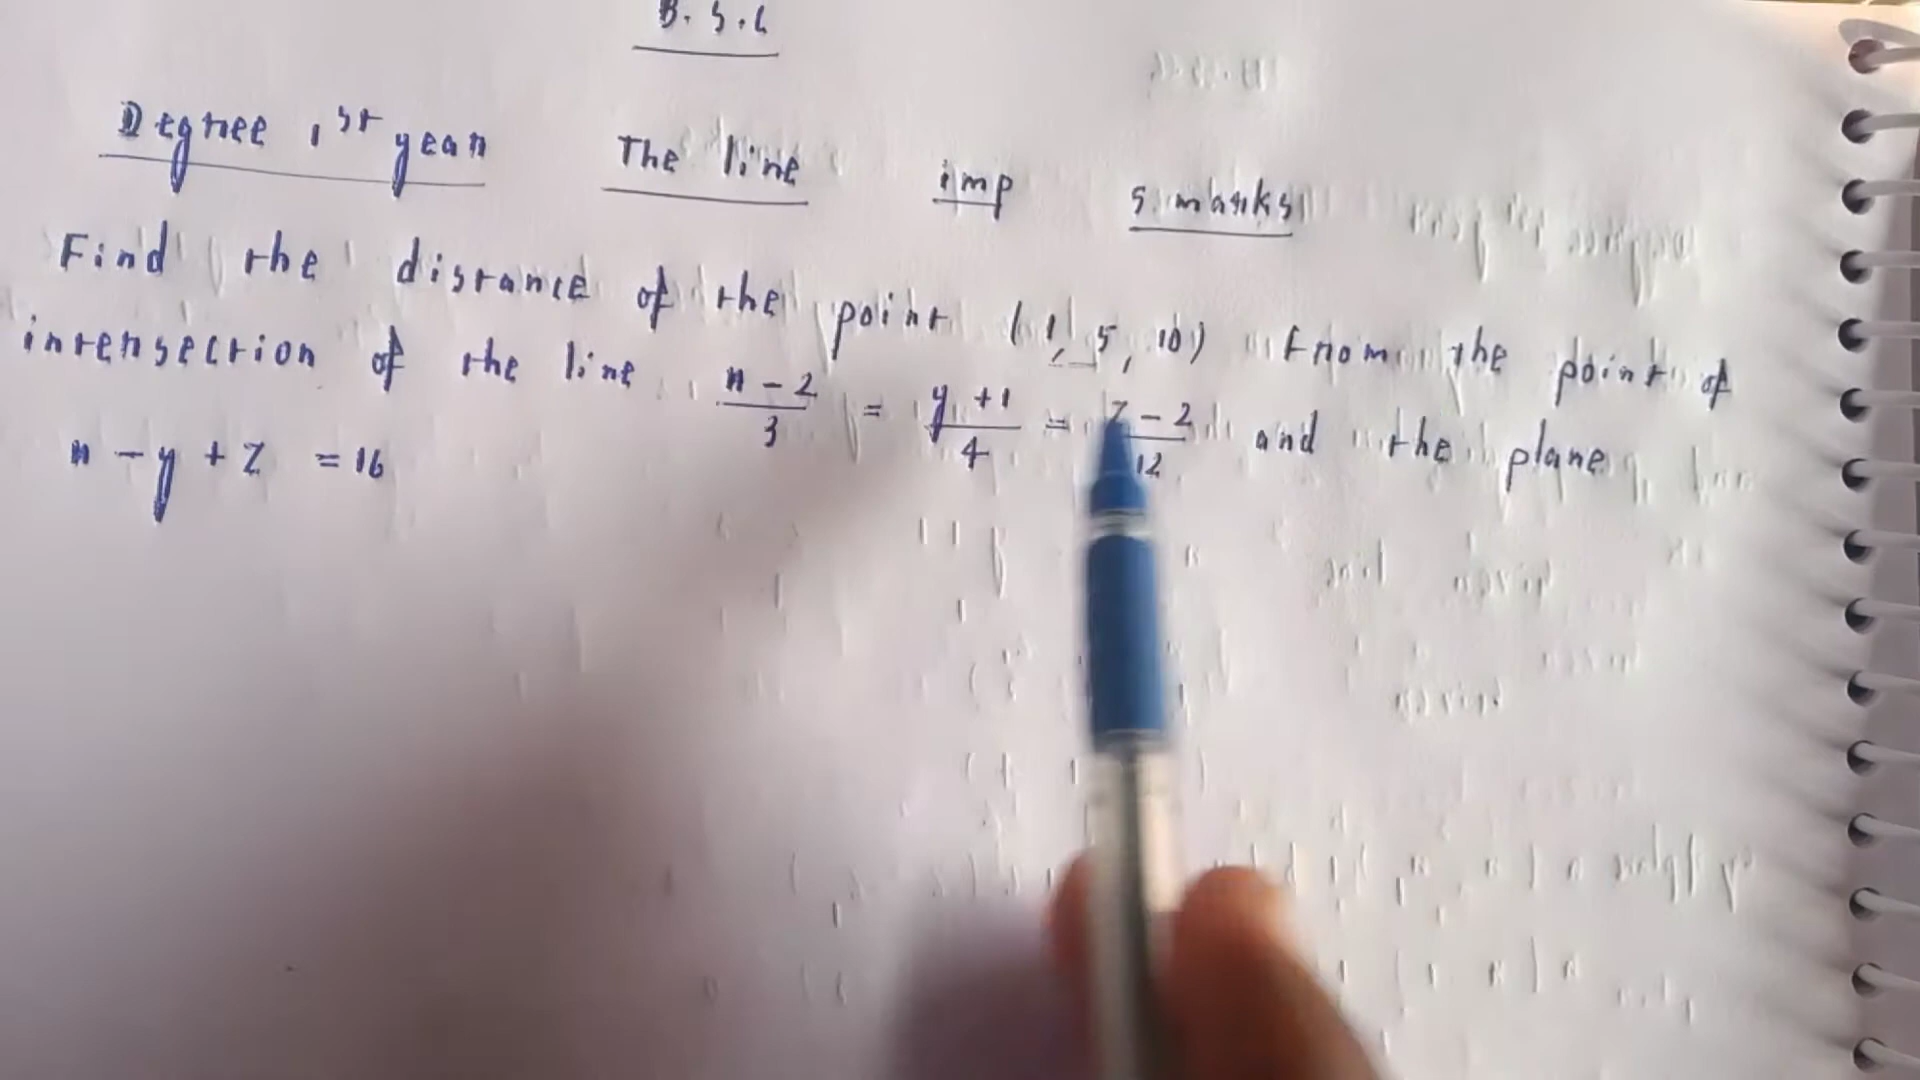 B.S.C
Degree 1st year The line imp 5 marks
Find the distance of the point (1, 5, 10) from the point of
intersection of the line x-2/3 = y+1/4 = z-2/12 and the plane
x - y + z = 16